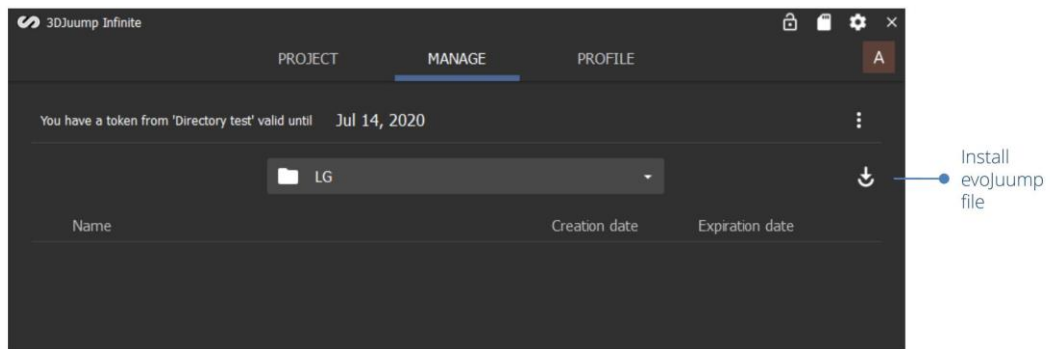 3DJuump Infinite
PROJECT MANAGE PROFILE
A
You have a token from 'Directory test' valid until Jul 14, 2020
LG
Install
evoJuump
file
Name Creation date Expiration date